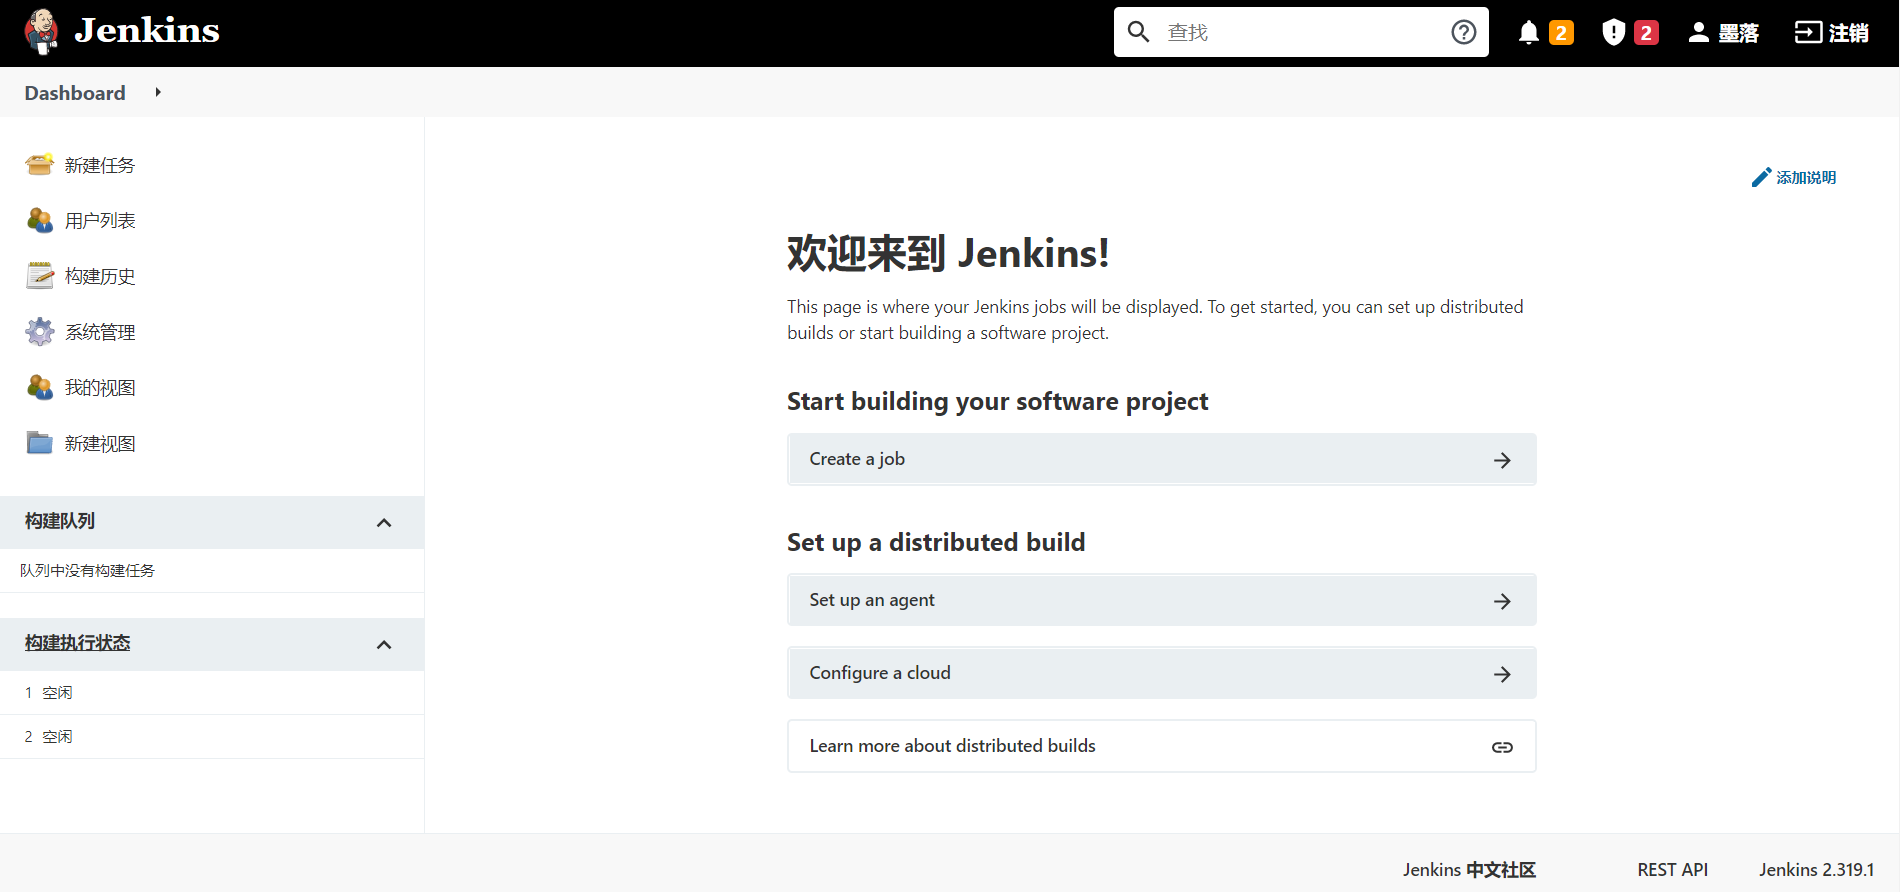 Jenkins
查找
2
2
墨落
注销
Dashboard
新建任务
用户列表
构建历史
系统管理
我的视图
新建视图
构建队列
队列中没有构建任务
构建执行状态
1 空闲
2 空闲
添加说明
欢迎来到 Jenkins!
This page is where your Jenkins jobs will be displayed. To get started, you can set up distributed
builds or start building a software project.
Start building your software project
Create a job
Set up a distributed build
Set up an agent
Configure a cloud
Learn more about distributed builds
Jenkins 中文社区
REST API
Jenkins 2.319.1